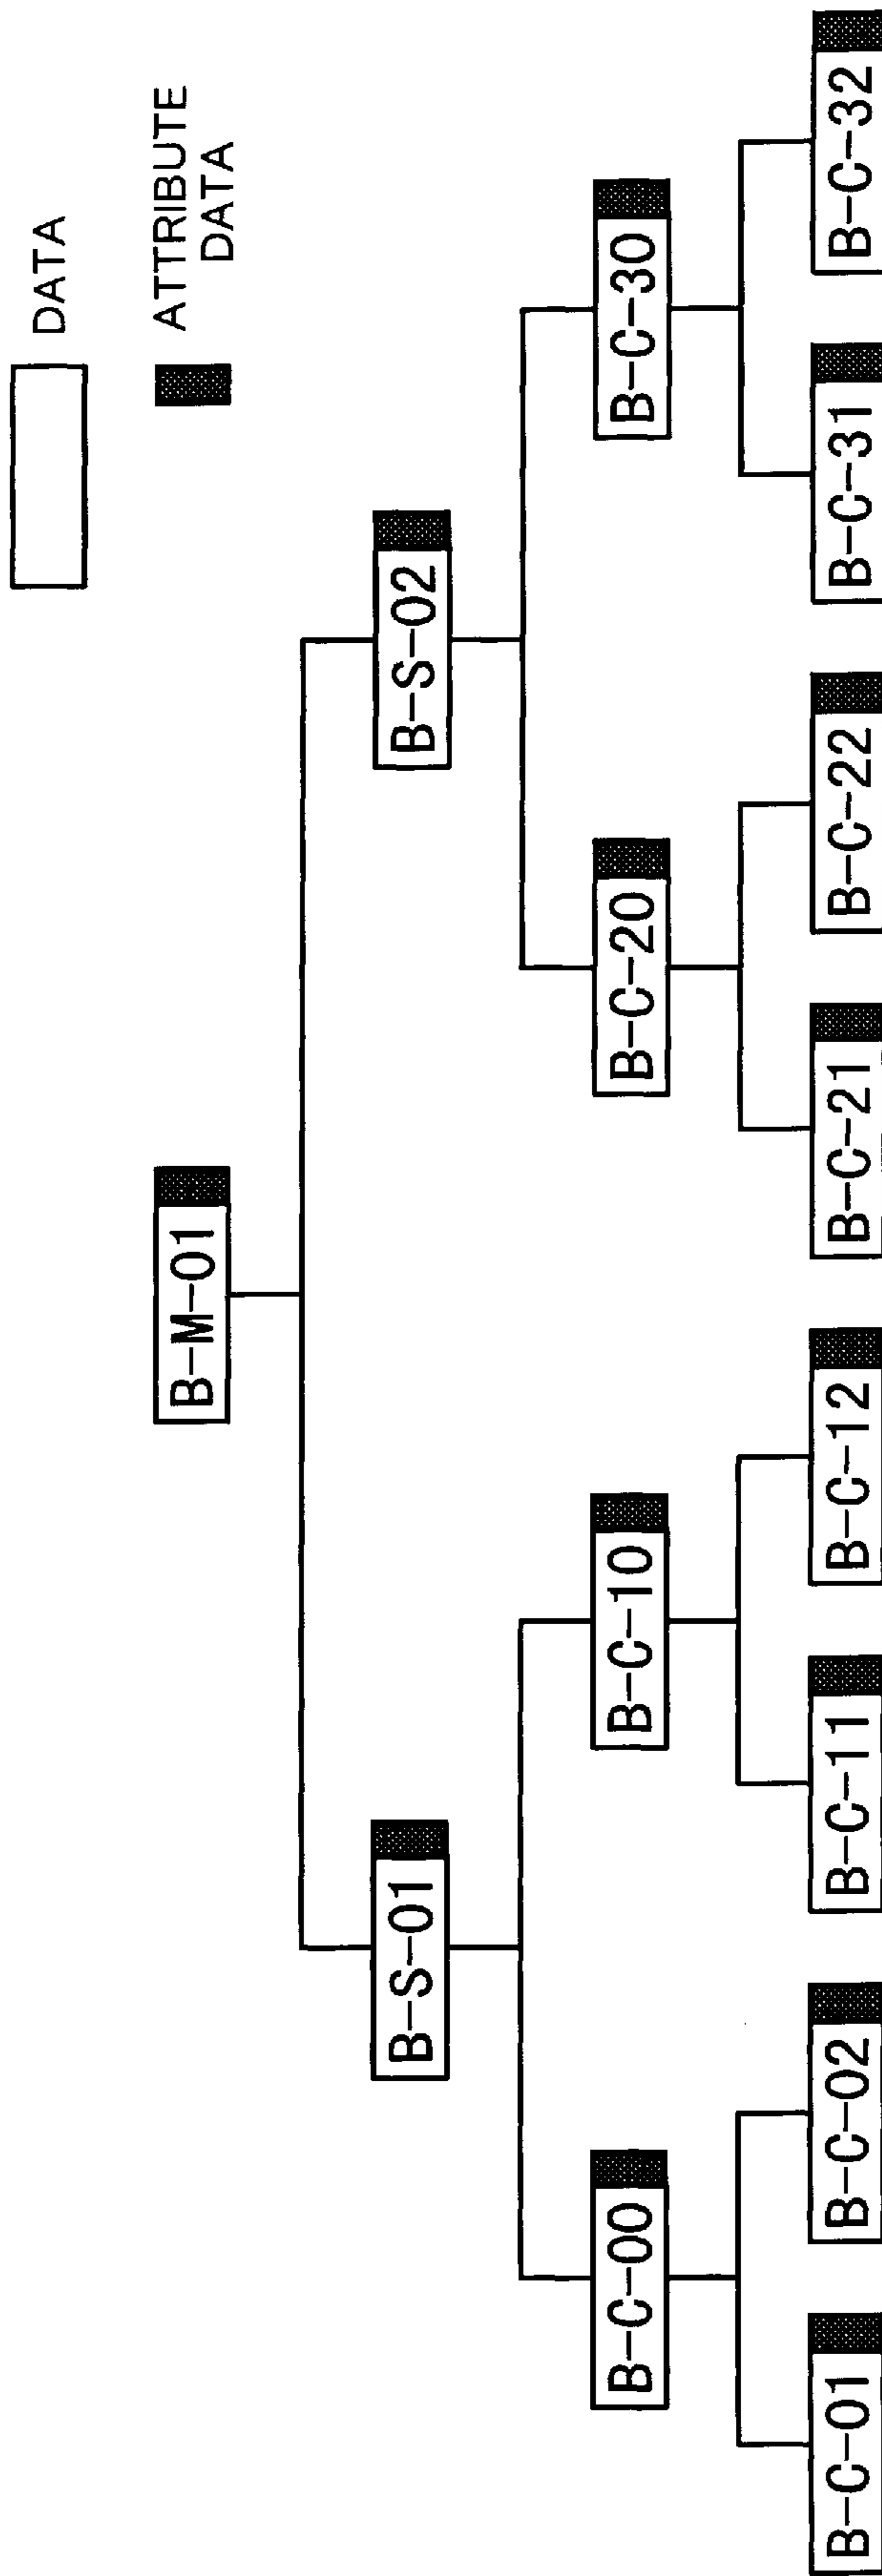 DATA
ATTRIBUTE
DATA
B-M-01
B-S-01
B-S-02
B-C-00
B-C-10
B-C-20
B-C-30
B-C-01
B-C-02
B-C-11
B-C-12
B-C-21
B-C-22
B-C-31
B-C-32